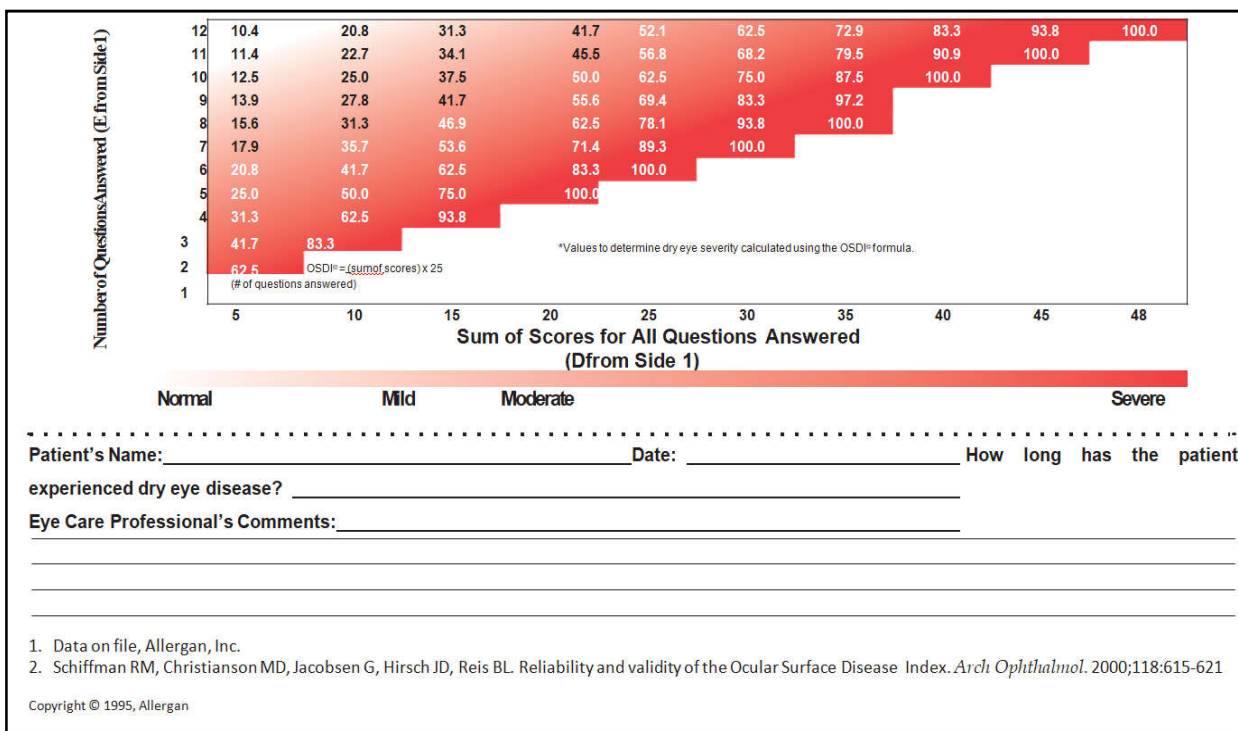 Number of Questions Answered (E from Side1)
12 10.4 20.8 31.3 41.7 52.1 62.5 72.9 83.3 93.8 100.0
11 11.4 22.7 34.1 45.5 56.8 68.2 79.5 90.9 100.0
10 12.5 25.0 37.5 50.0 62.5 75.0 87.5 100.0
9 13.9 27.8 41.7 55.6 69.4 83.3 97.2
8 15.6 31.3 46.9 62.5 78.1 93.8 100.0
7 17.9 35.7 53.6 71.4 89.3 100.0
6 20.8 41.7 62.5 83.3 100.0
5 25.0 50.0 75.0 100.0
4 31.3 62.5 93.8
3 41.7 83.3 *Values to determine dry eye severity calculated using the OSDI® formula.
2 62.5 OSDI® = (sumof scores) x 25
(# of questions answered)
1
5 10 15 20 25 30 35 40 45 48
Sum of Scores for All Questions Answered
(Dfrom Side 1)
Normal Mild Moderate Severe
Patient's Name: Date: How long has the patient
experienced dry eye disease?
Eye Care Professional's Comments:
1. Data on file, Allergan, Inc.
2. Schiffman RM, Christianson MD, Jacobsen G, Hirsch JD, Reis BL. Reliability and validity of the Ocular Surface Disease Index. Arch Ophthalmol. 2000;118:615-621
Copyright © 1995, Allergan